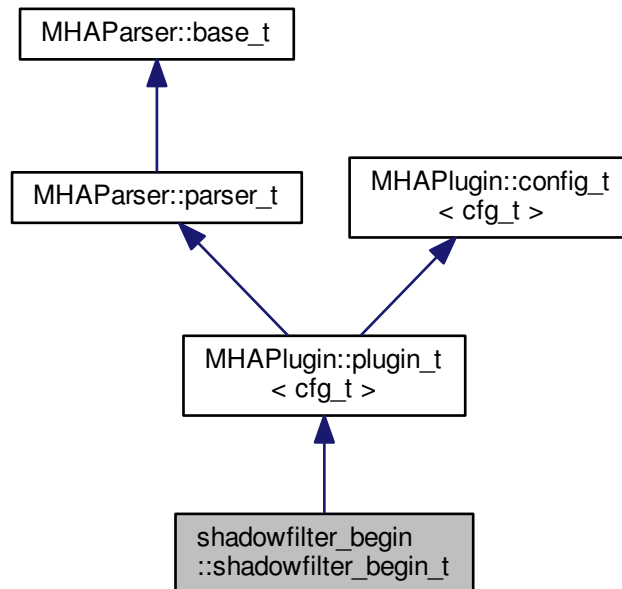 MHAParser::base_t
MHAParser::parser_t
MHAPlugin::config_t
< cfg_t >
MHAPlugin::plugin_t
< cfg_t >
shadowfilter_begin
::shadowfilter_begin_t